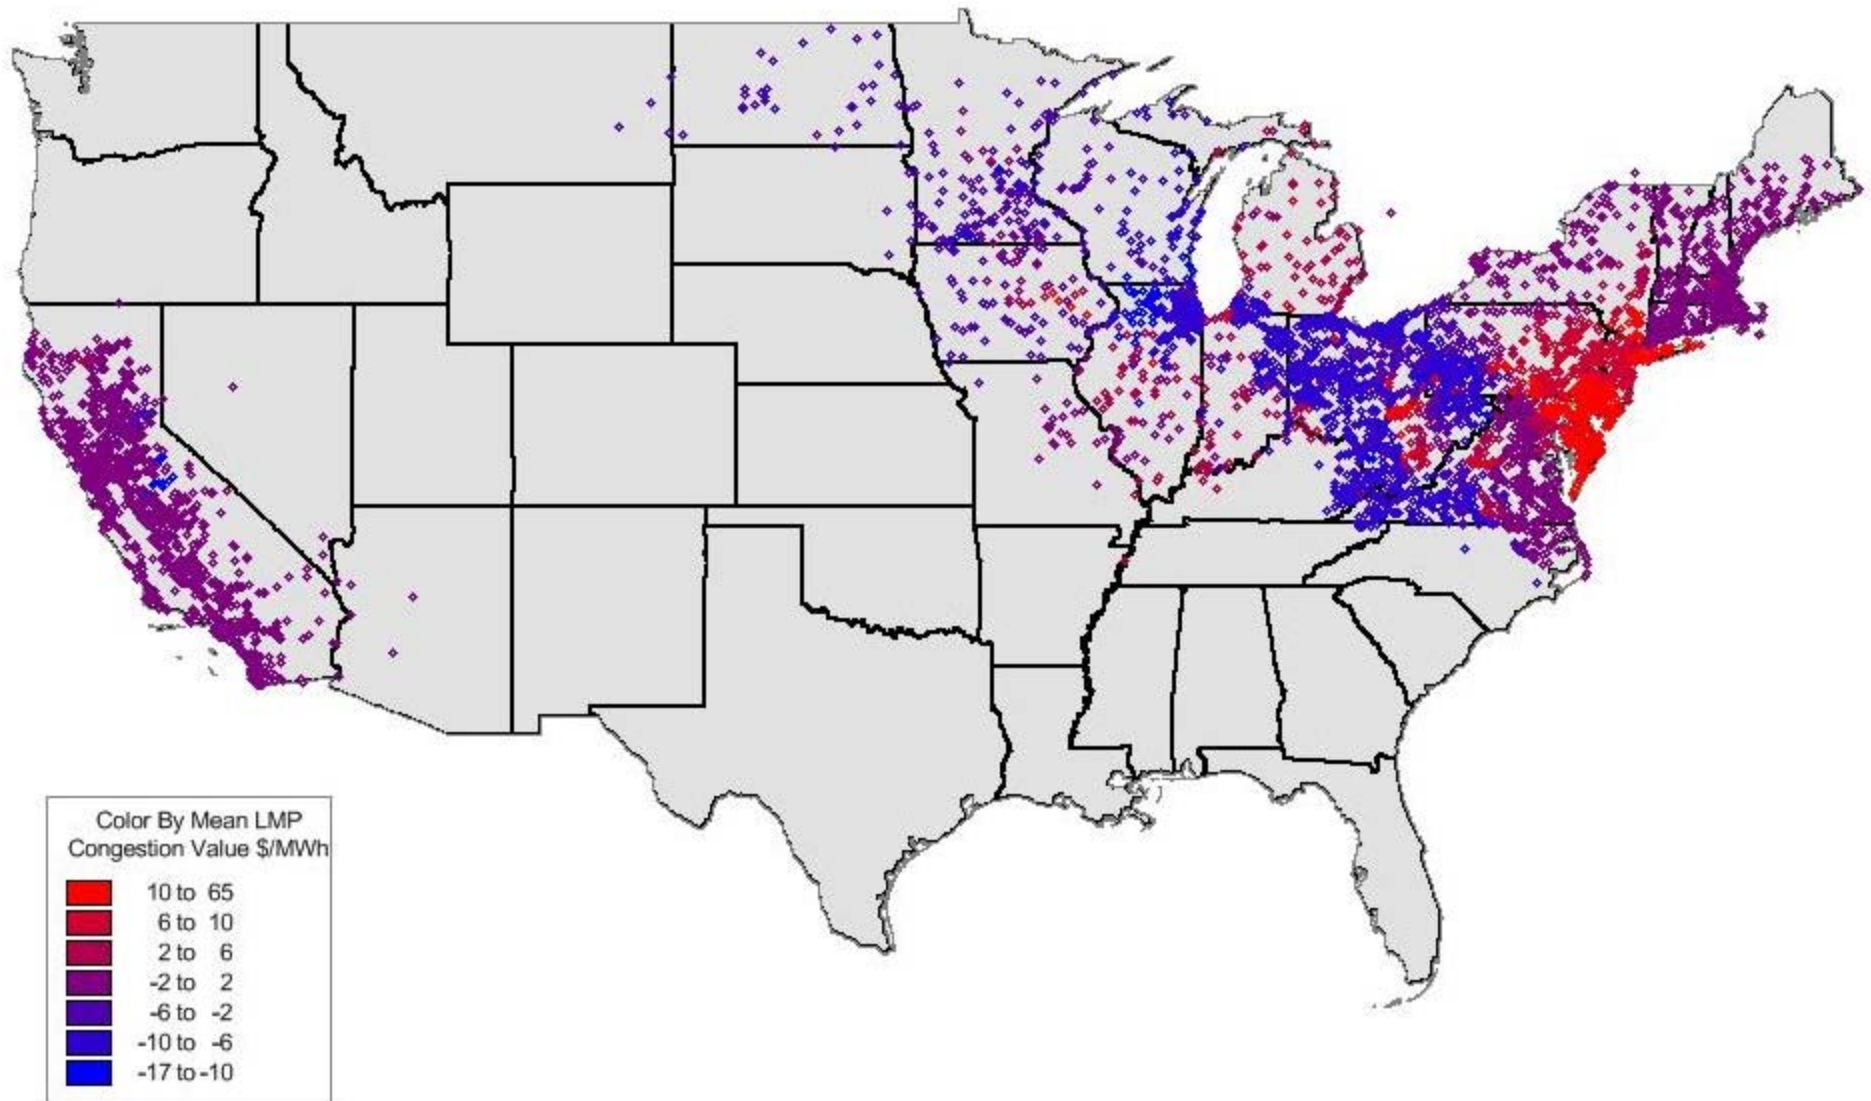 Color By Mean LMP
Congestion Value $/MWh
10 to 65
6 to 10
2 to 6
-2 to 2
-6 to -2
-10 to -6
-17 to -10